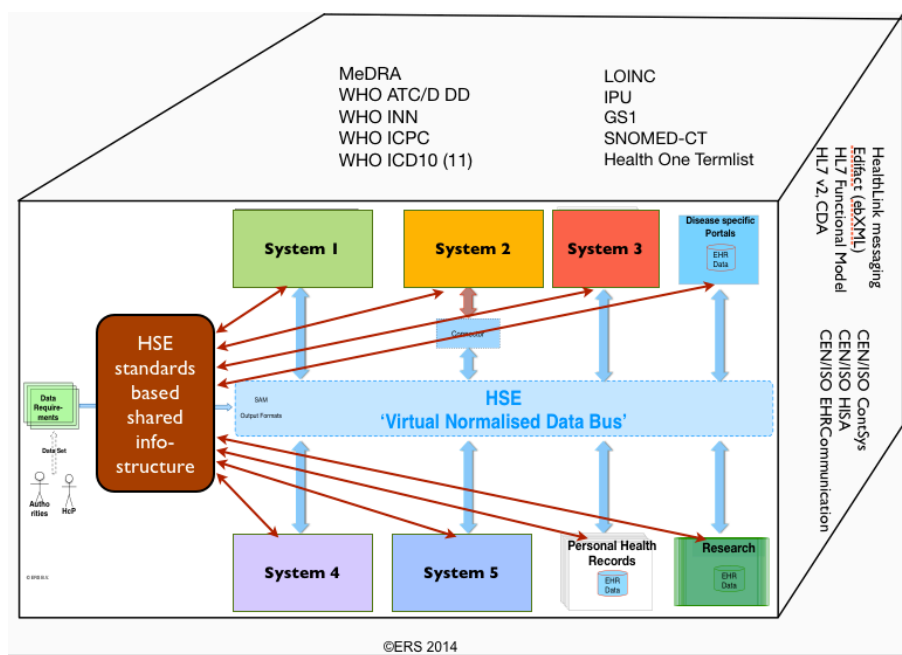 MeDRA
WHO ATC/D DD
WHO INN
WHO ICPC
WHO ICD10 (11)
LOINC
IPU
GS1
SNOMED-CT
Health One Termlist
HealthLink messaging
Edifact (ebXML)
HL7 Functional Model
HL7 v2, CDA
CEN/ISO ContSys
CEN/ISO HISA
CEN/ISO EHRCommunication
System 1
System 2
System 3
Disease specific
Portals
EHR
Data
Connector
HSE
standards
based
shared
info-
structure
Data
Require-
ments
Data Set
Autho
rities
HcP
SAM
Output Formats
HSE
'Virtual Normalised Data Bus'
System 4
System 5
Personal Health
Records
EHR
Data
Research
EHR
Data
©ERS 2014